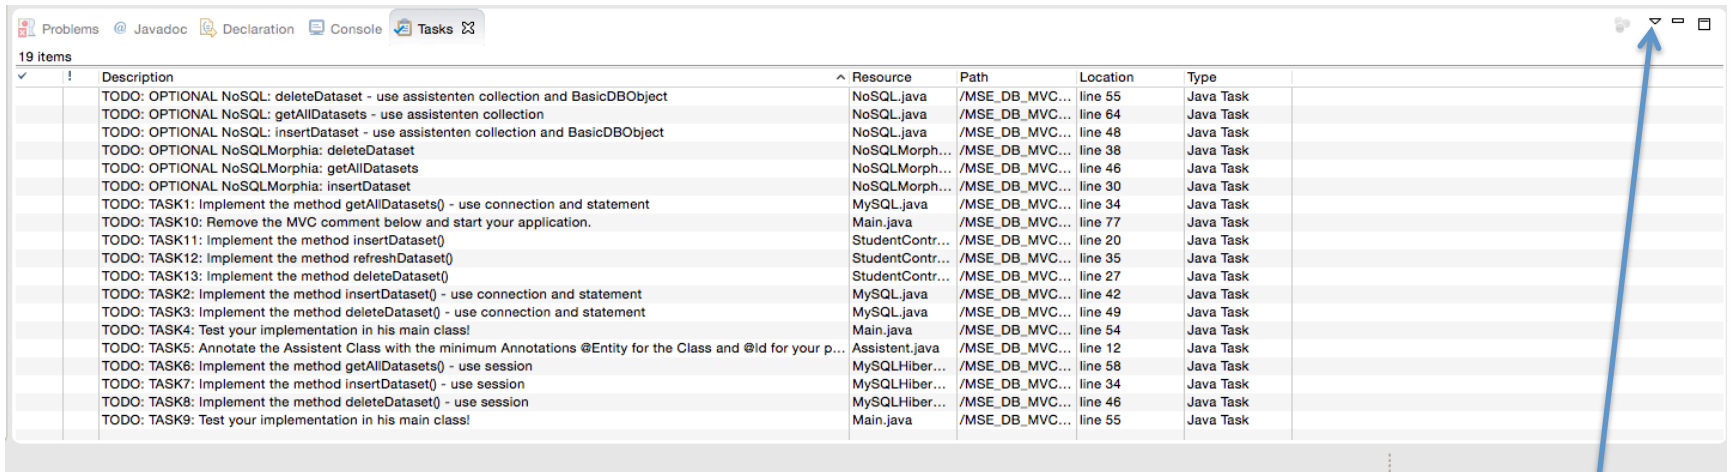 Problems @ Javadoc Declaration Console Tasks
19 items
! Description Resource Path Location Type
TODO: OPTIONAL NoSQL: deleteDataset - use assistenten collection and BasicDBObject NoSQL.java /MSE_DB_MVC... line 55 Java Task
TODO: OPTIONAL NoSQL: getAllDatasets - use assistenten collection NoSQL.java /MSE_DB_MVC... line 64 Java Task
TODO: OPTIONAL NoSQL: insertDataset - use assistenten collection and BasicDBObject NoSQL.java /MSE_DB_MVC... line 48 Java Task
TODO: OPTIONAL NoSQLMorphia: deleteDataset NoSQLMorph... /MSE_DB_MVC... line 38 Java Task
TODO: OPTIONAL NoSQLMorphia: getAllDatasets NoSQLMorph... /MSE_DB_MVC... line 46 Java Task
TODO: OPTIONAL NoSQLMorphia: insertDataset NoSQLMorph... /MSE_DB_MVC... line 30 Java Task
TODO: TASK1: Implement the method getAllDatasets() - use connection and statement MySQL.java /MSE_DB_MVC... line 34 Java Task
TODO: TASK10: Remove the MVC comment below and start your application. Main.java /MSE_DB_MVC... line 77 Java Task
TODO: TASK11: Implement the method insertDataset() StudentContr... /MSE_DB_MVC... line 20 Java Task
TODO: TASK12: Implement the method refreshDataset() StudentContr... /MSE_DB_MVC... line 35 Java Task
TODO: TASK13: Implement the method deleteDataset() StudentContr... /MSE_DB_MVC... line 27 Java Task
TODO: TASK2: Implement the method insertDataset() - use connection and statement MySQL.java /MSE_DB_MVC... line 42 Java Task
TODO: TASK3: Implement the method deleteDataset() - use connection and statement MySQL.java /MSE_DB_MVC... line 49 Java Task
TODO: TASK4: Test your implementation in his main class! Main.java /MSE_DB_MVC... line 54 Java Task
TODO: TASK5: Annotate the Assistent Class with the minimum Annotations @Entity for the Class and @Id for your p... Assistent.java /MSE_DB_MVC... line 12 Java Task
TODO: TASK6: Implement the method getAllDatasets() - use session MySQLHiber... /MSE_DB_MVC... line 58 Java Task
TODO: TASK7: Implement the method insertDataset() - use session MySQLHiber... /MSE_DB_MVC... line 34 Java Task
TODO: TASK8: Implement the method deleteDataset() - use session MySQLHiber... /MSE_DB_MVC... line 46 Java Task
TODO: TASK9: Test your implementation in his main class! Main.java /MSE_DB_MVC... line 55 Java Task